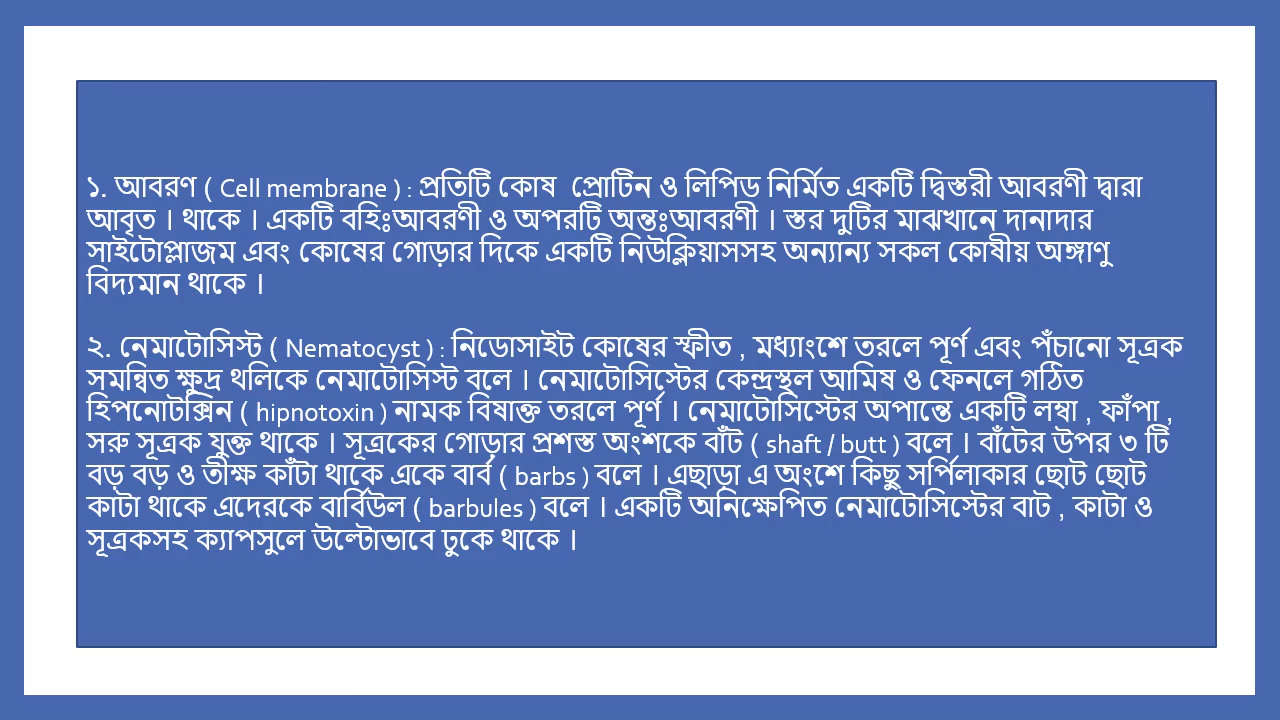 ১. আবরণ ( Cell membrane ) : প্রতিটি কোষ প্রোটিন ও লিপিড নির্মিত একটি দ্বিস্তরী আবরণী দ্বারা
আবৃত । থাকে । একটি বহিঃআবরণী ও অপরটি অন্তঃআবরণী । স্তর দুটির মাঝখানে দানাদার
সাইটোপ্লাজম এবং কোষের গোড়ার দিকে একটি নিউক্লিয়াসসহ অন্যান্য সকল কোষীয় অঙ্গাণু
বিদ্যমান থাকে ।
২. নেমাটোসিস্ট ( Nematocyst ) : নিডোসাইট কোষের স্ফীত , মধ্যাংশে তরলে পূর্ণ এবং পঁচানো সূত্রক
সমন্বিত ক্ষুদ্র থলিকে নেমাটোসিস্ট বলে । নেমাটোসিস্টের কেন্দ্রস্থল আমিষ ও ফেনলে গঠিত
হিপনোটক্সিন ( hipnotoxin ) নামক বিষাক্ত তরলে পূর্ণ । নেমাটোসিস্টের অপান্তে একটি লম্বা , ফাঁপা ,
সরু সূত্রক যুক্ত থাকে । সূত্রকের গোড়ার প্রশস্ত অংশকে বাঁট ( shaft / butt ) বলে । বাঁটের উপর ৩ টি
বড় বড় ও তীক্ষ কাঁটা থাকে একে বার্ব ( barbs ) বলে । এছাড়া এ অংশে কিছু সর্পিলাকার ছোট ছোট
কাটা থাকে এদেরকে বার্বিউল ( barbules ) বলে । একটি অনিক্ষেপিত নেমাটোসিস্টের বাট , কাটা ও
সূত্রকসহ ক্যাপসুলে উল্টোভাবে ঢুকে থাকে ।